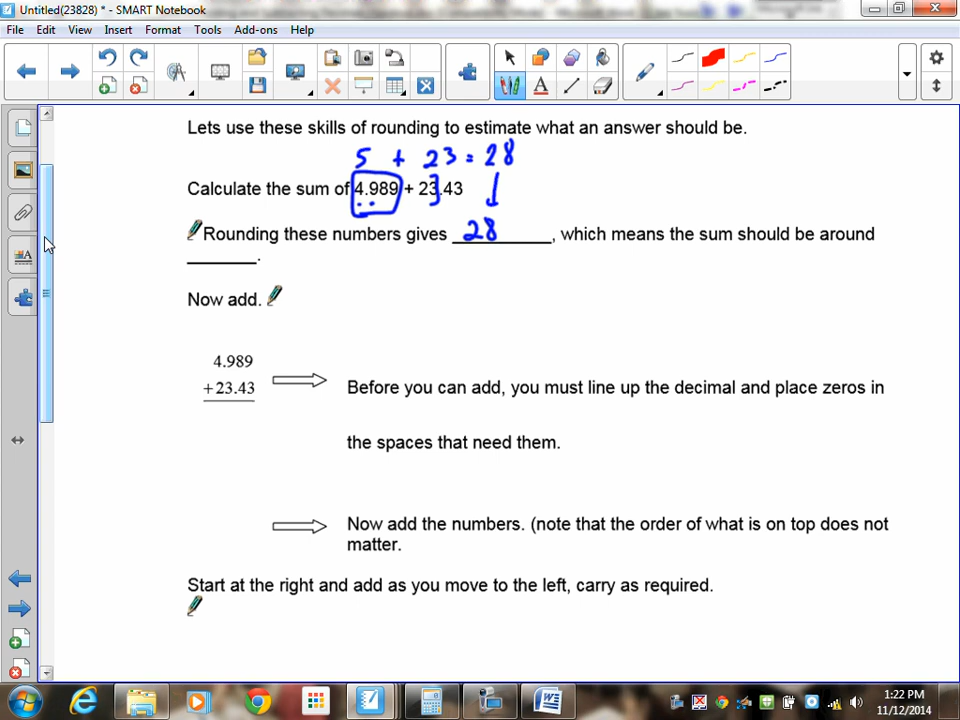 Untitled(23828) * - SMART Notebook
File Edit View Insert Format Tools Add-ons Help
Lets use these skills of rounding to estimate what an answer should be.
5 + 23 = 28
Calculate the sum of 4.989 + 23.43
Rounding these numbers gives 28, which means the sum should be around
_______.
Now add.
4.989
+23.43
Before you can add, you must line up the decimal and place zeros in
the spaces that need them.
Now add the numbers. (note that the order of what is on top does not
matter.
Start at the right and add as you move to the left, carry as required.
1:22 PM
11/12/2014